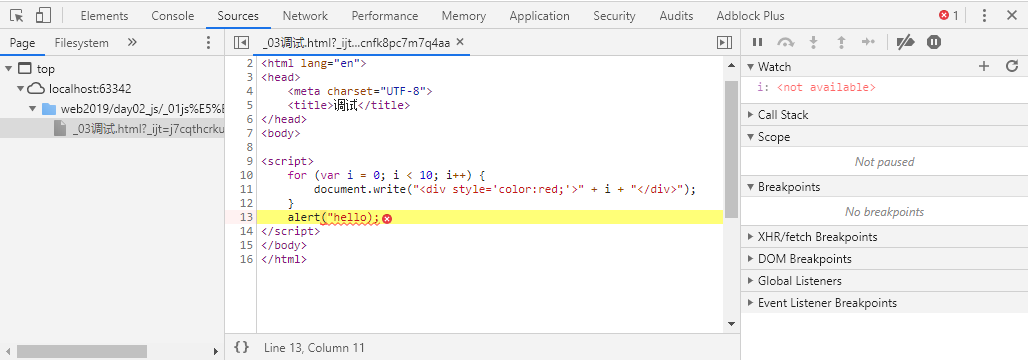 Elements Console Sources Network Performance Memory Application Security Audits Adblock Plus 1
Page Filesystem
top
localhost:63342
web2019/day02_js/_01js%E5%E
_03调试.html?_ijt=j7cqthcrku
_03调试.html?_ijt…cnfk8pc7m7q4aa
2 <html lang="en">
3 <head>
4 <meta charset="UTF-8">
5 <title>调试</title>
6 </head>
7 <body>
8
9 <script>
10 for (var i = 0; i < 10; i++) {
11 document.write("<div style='color:red;'>" + i + "</div>");
12 }
13 alert("hello);
14 </script>
15 </body>
16 </html>
{} Line 13, Column 11
Watch
i: <not available>
Call Stack
Scope
Not paused
Breakpoints
No breakpoints
XHR/fetch Breakpoints
DOM Breakpoints
Global Listeners
Event Listener Breakpoints